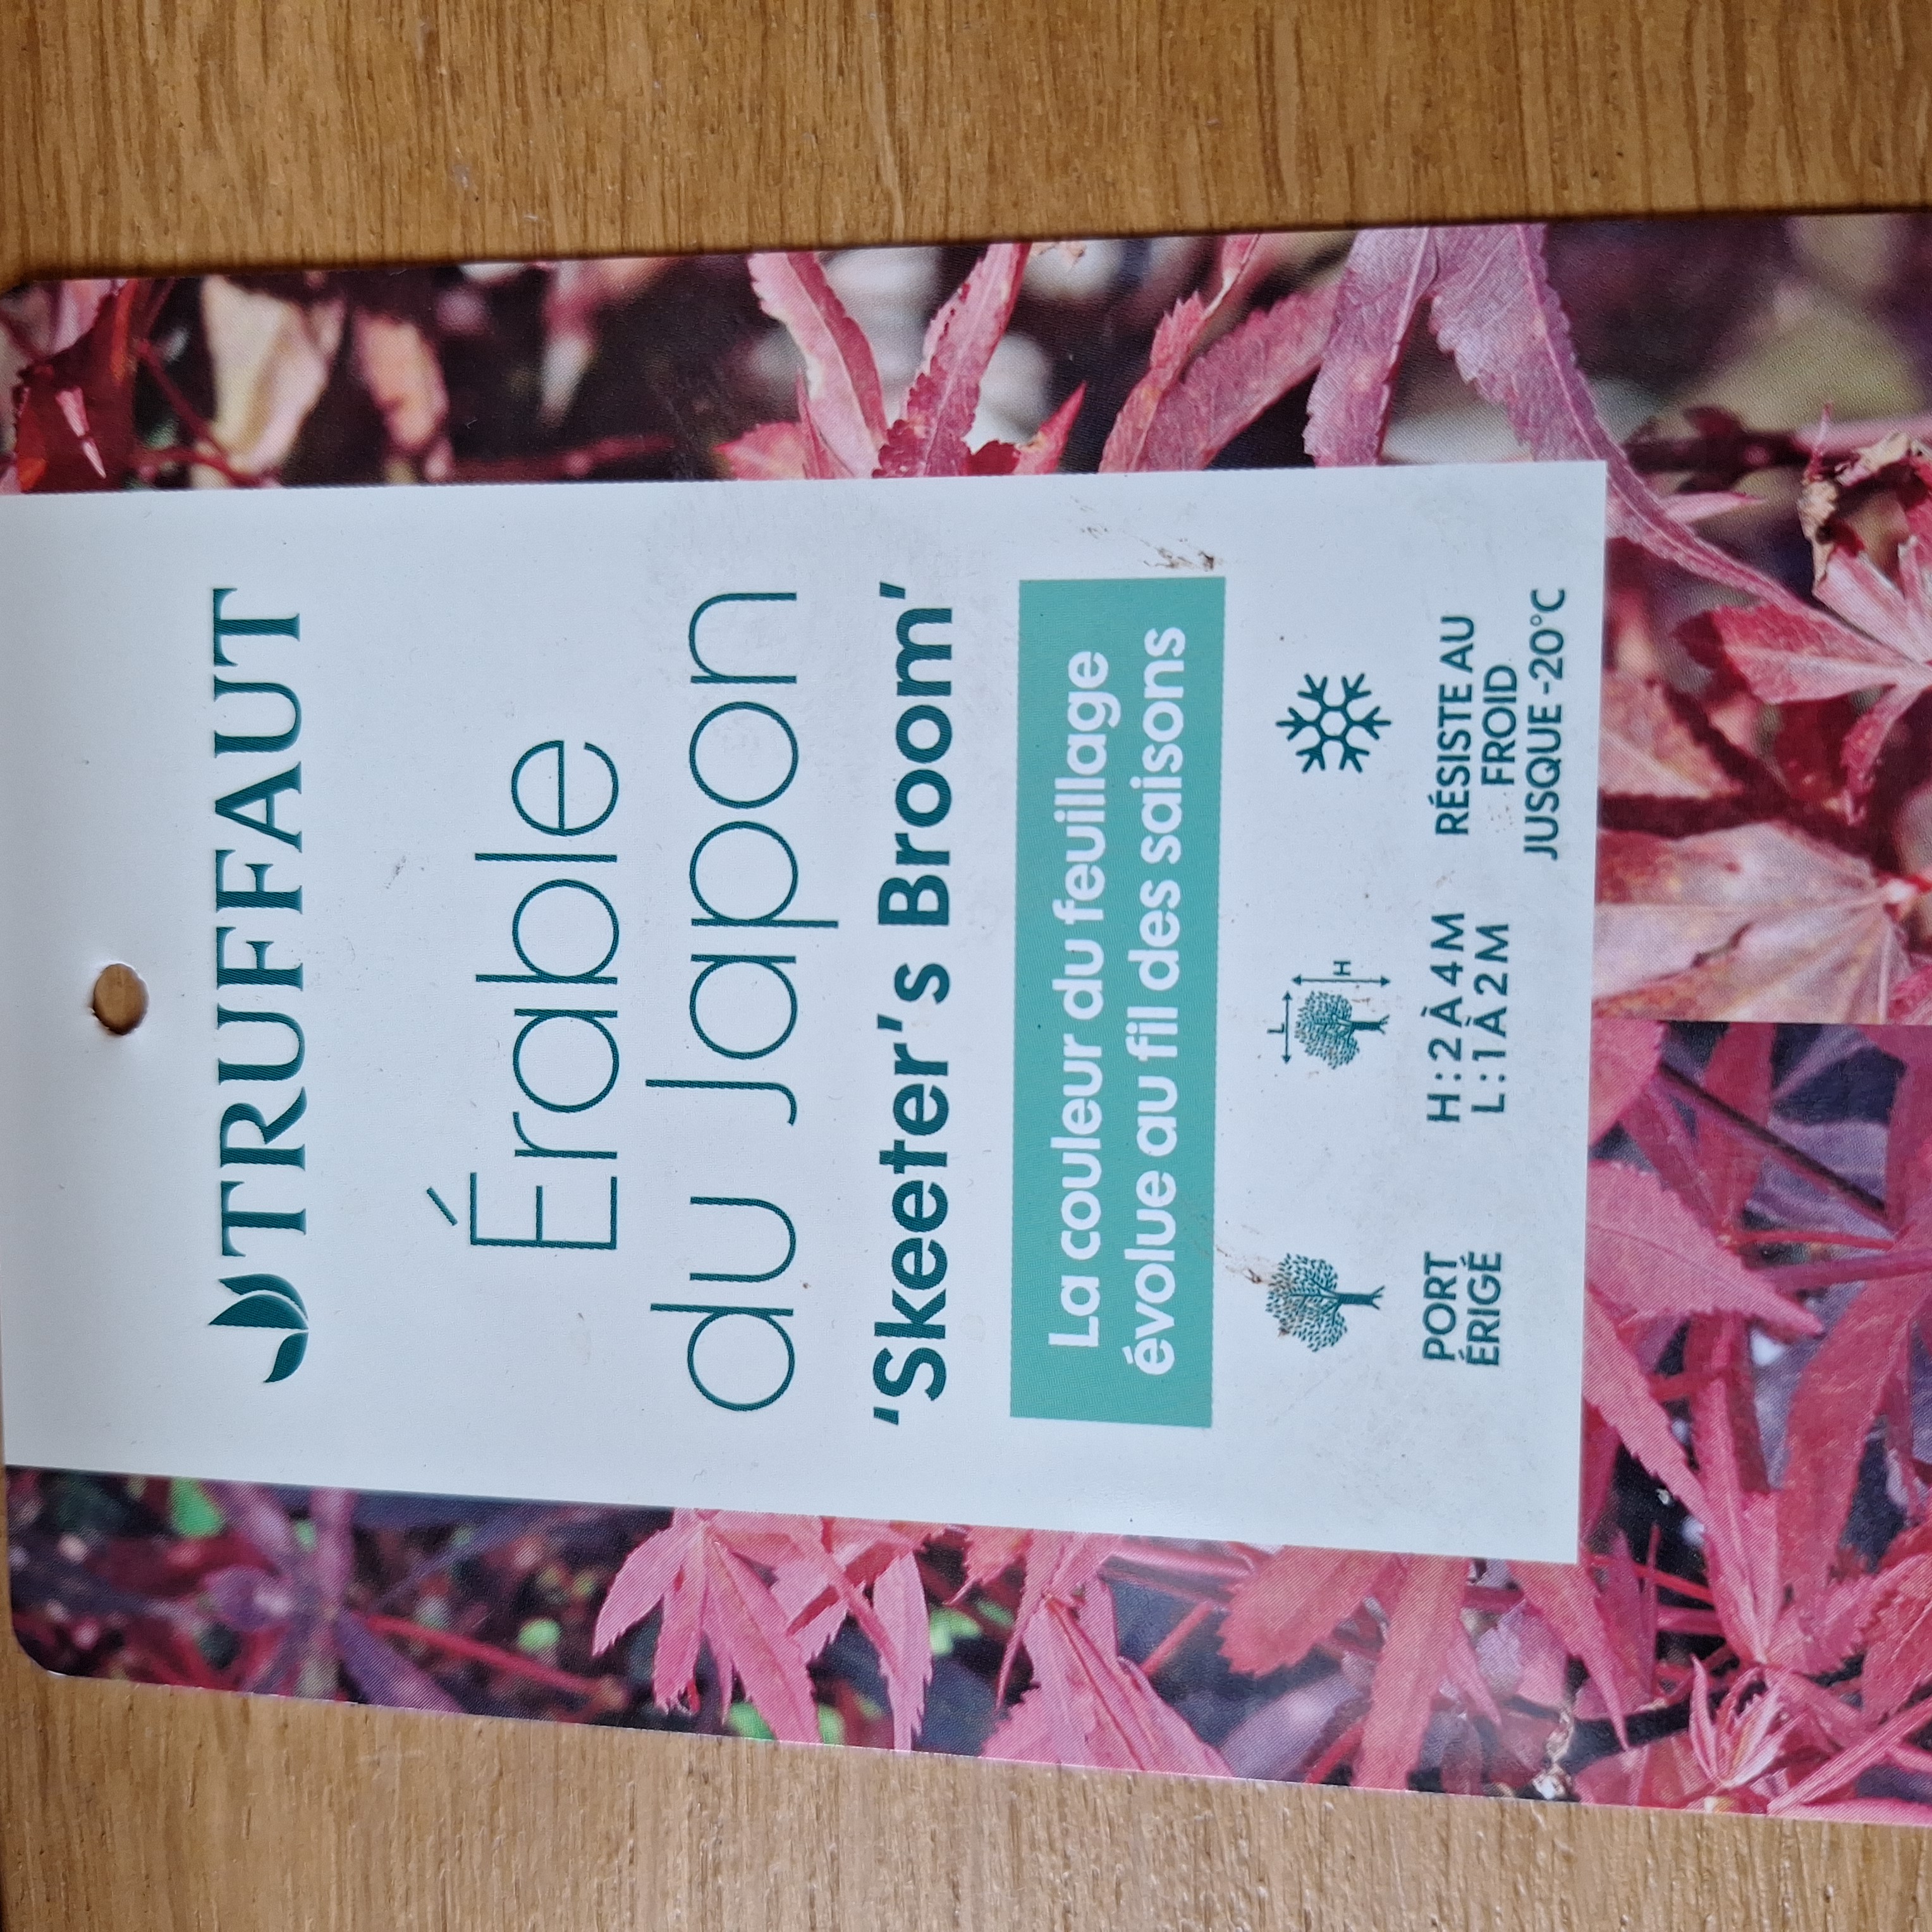 TRUFFAUT
Érable
du Japon
‘Skeeter’s Broom’
La couleur du feuillage
évolue au fil des saisons
L
H
PORT
ÉRIGÉ
H : 2 À 4 M
L : 1 À 2 M
RÉSISTE AU
FROID
JUSQUE -20°C